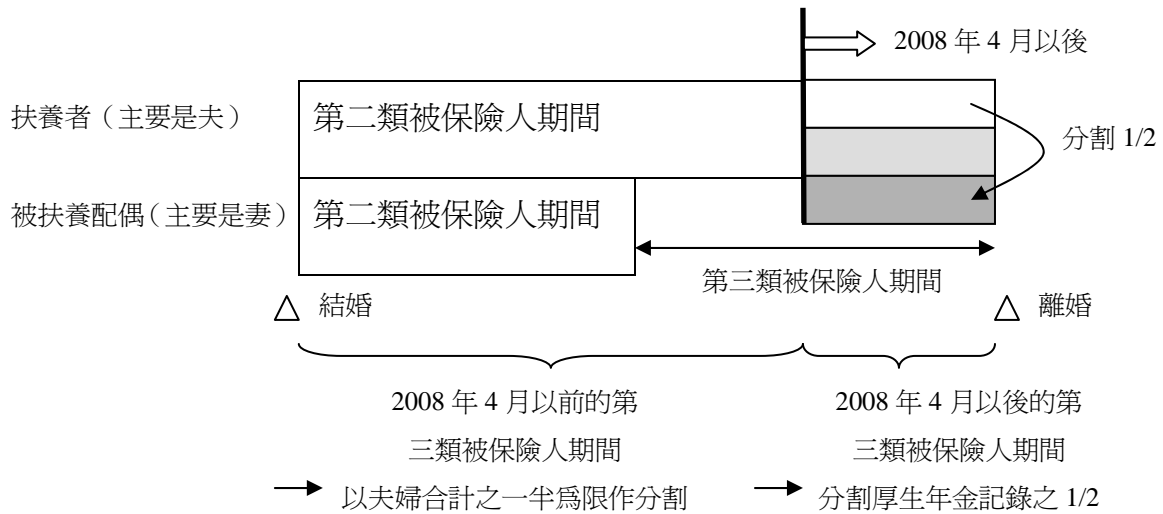 2008 年 4 月以後
扶養者（主要是夫）
第二類被保險人期間
分割 1/2
被扶養配偶（主要是妻）
第二類被保險人期間
第三類被保險人期間
結婚
離婚
2008 年 4 月以前的第
三類被保險人期間
以夫婦合計之一半為限作分割
2008 年 4 月以後的第
三類被保險人期間
分割厚生年金記錄之 1/2